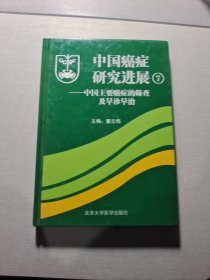 中国癌症
研究进展⑦
——中国主要癌症的筛查
及早诊早治
主编：董志伟
北京大学医学出版社